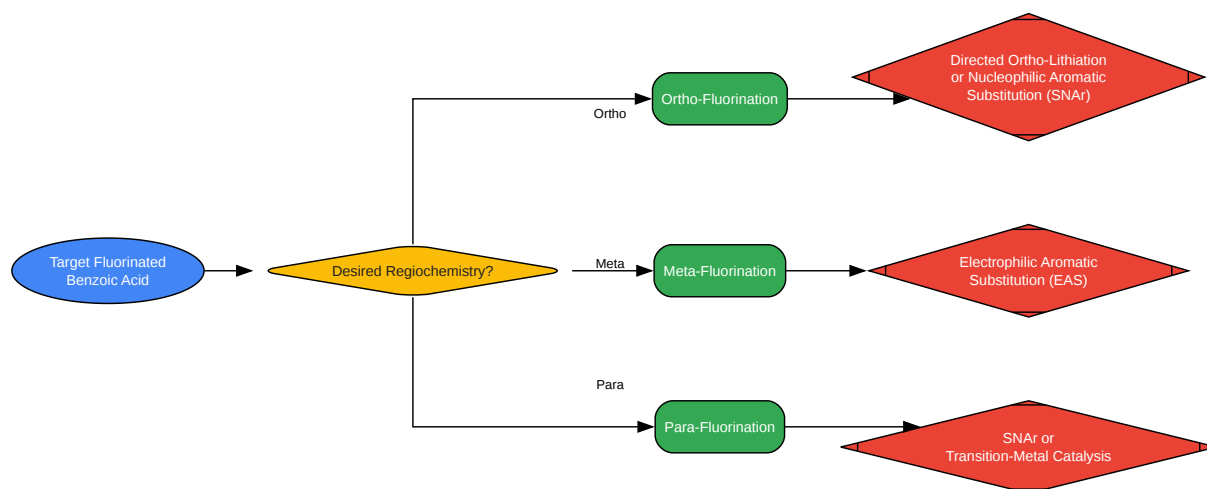 Target Fluorinated
Benzoic Acid
Desired Regiochemistry?
Ortho
Ortho-Fluorination
Directed Ortho-Lithiation
or Nucleophilic Aromatic
Substitution (SNAr)
Meta
Meta-Fluorination
Electrophilic Aromatic
Substitution (EAS)
Para
Para-Fluorination
SNAr or
Transition-Metal Catalysis